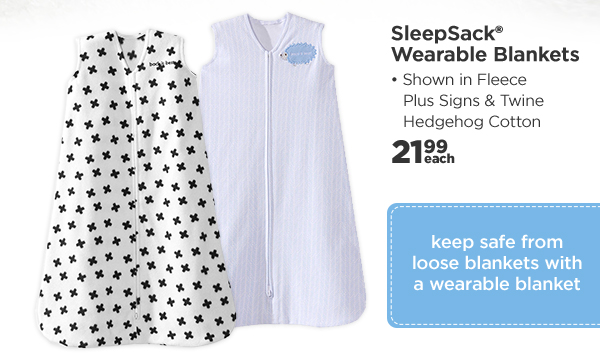 SleepSack®
Wearable Blankets
• Shown in Fleece
Plus Signs & Twine
Hedgehog Cotton
21.99 each
keep safe from
loose blankets with
a wearable blanket